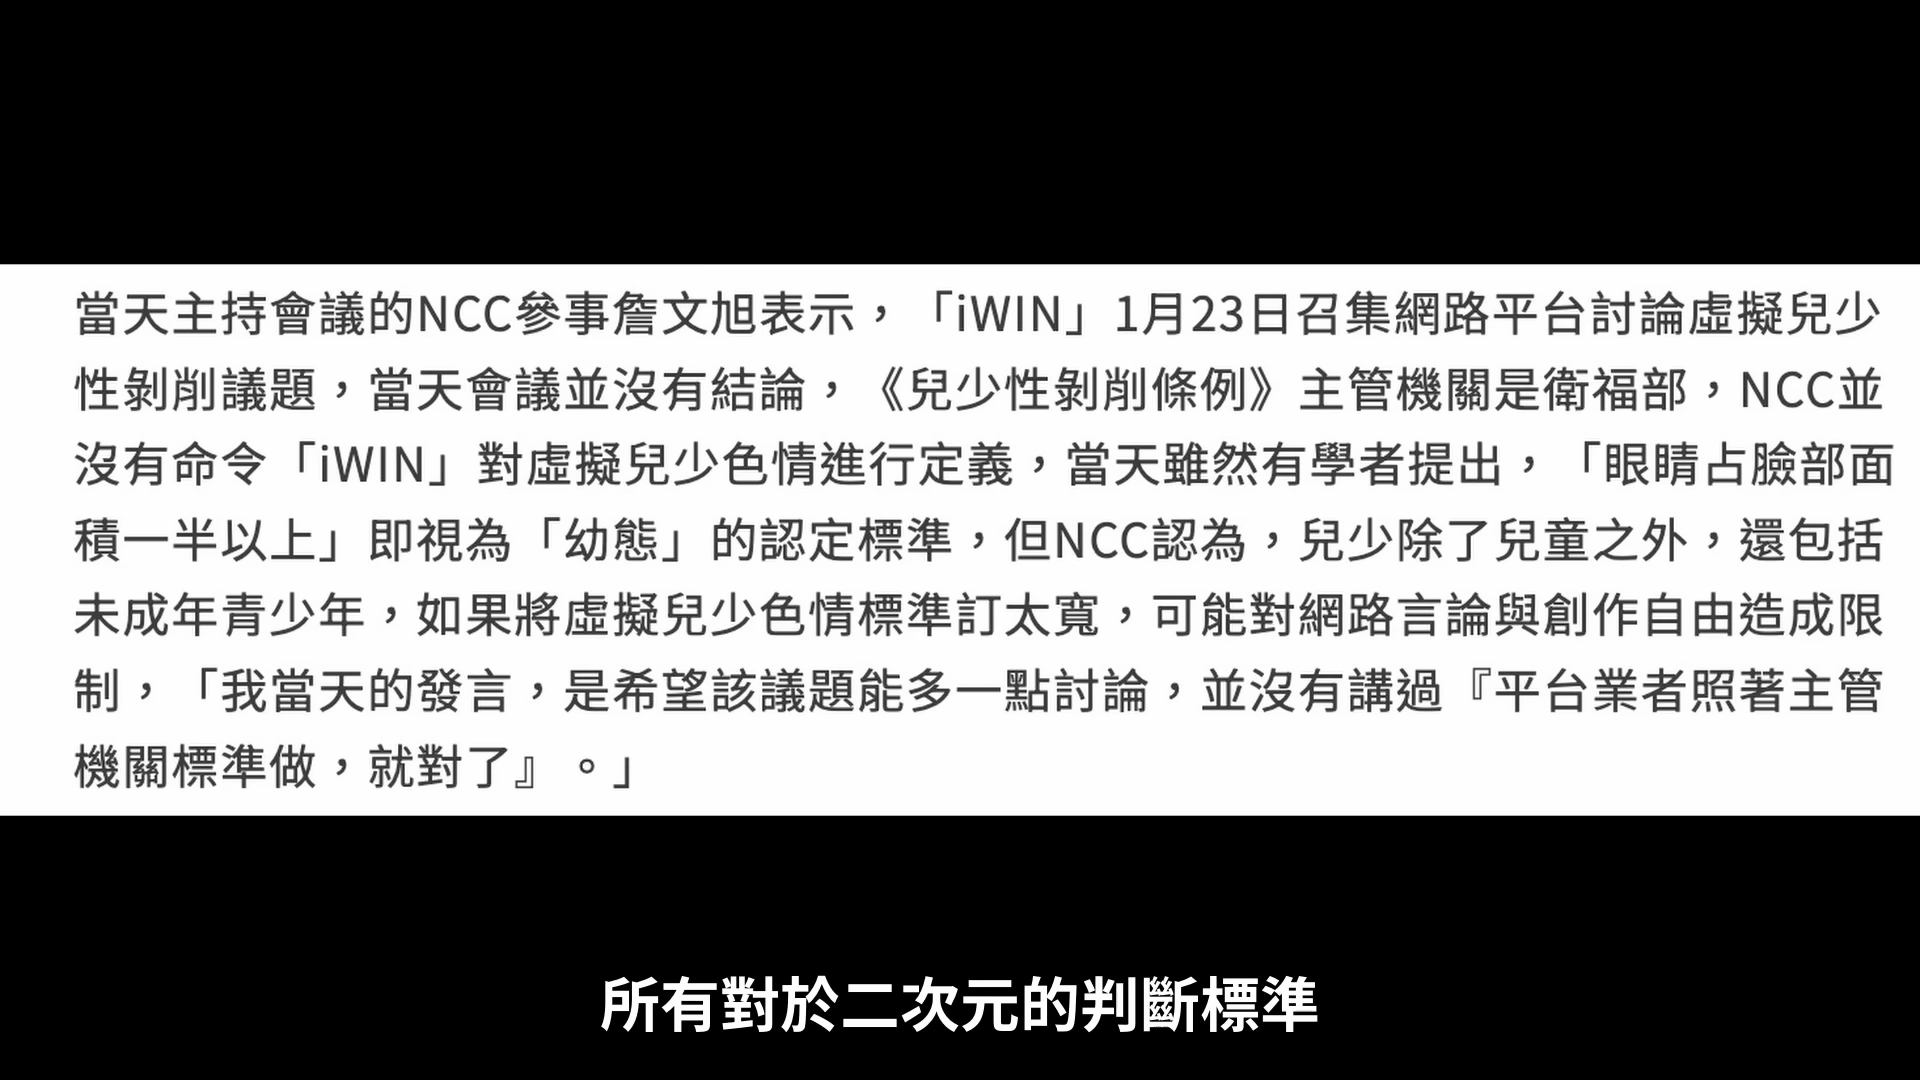 當天主持會議的NCC參事詹文旭表示，「iWIN」1月23日召集網路平台討論虛擬兒少
性剝削議題，當天會議並沒有結論，《兒少性剝削條例》主管機關是衛福部，NCC並
沒有命令「iWIN」對虛擬兒少色情進行定義，當天雖然有學者提出，「眼睛占臉部面
積一半以上」即視為「幼態」的認定標準，但NCC認為，兒少除了兒童之外，還包括
未成年青少年，如果將虛擬兒少色情標準訂太寬，可能對網路言論與創作自由造成限
制，「我當天的發言，是希望該議題能多一點討論，並沒有講過『平台業者照著主管
機關標準做，就對了』。」
所有對於二次元的判斷標準